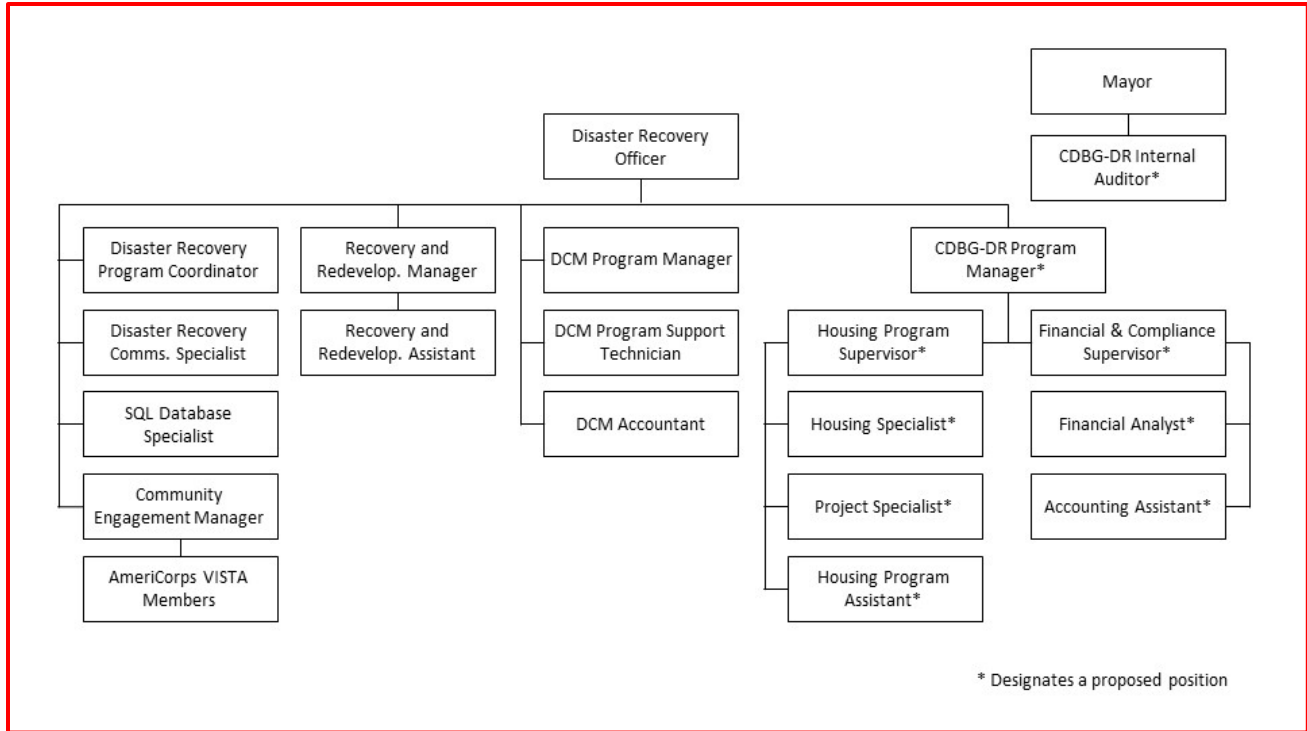 Mayor
Disaster Recovery
Officer
CDBG-DR Internal
Auditor*
Disaster Recovery
Program Coordinator
Recovery and
Redevelop. Manager
DCM Program Manager
CDBG-DR Program
Manager*
Disaster Recovery
Comms. Specialist
Recovery and
Redevelop. Assistant
DCM Program Support
Technician
Housing Program
Supervisor*
Financial & Compliance
Supervisor*
SQL Database
Specialist
DCM Accountant
Housing Specialist*
Financial Analyst*
Community
Engagement Manager
Project Specialist*
Accounting Assistant*
AmeriCorps VISTA
Members
Housing Program
Assistant*
* Designates a proposed position